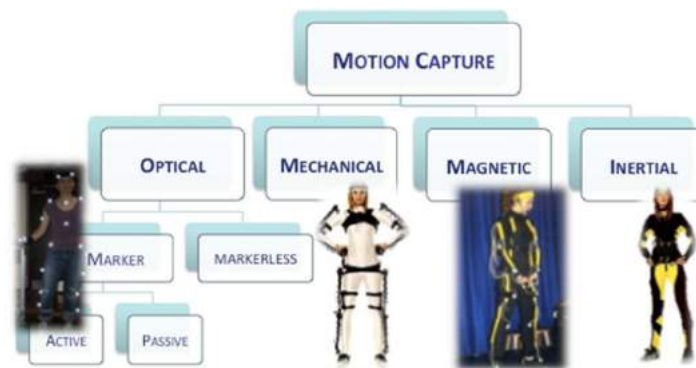 MOTION CAPTURE
OPTICAL
MECHANICAL
MAGNETIC
INERTIAL
MARKER
MARKERLESS
ACTIVE
PASSIVE